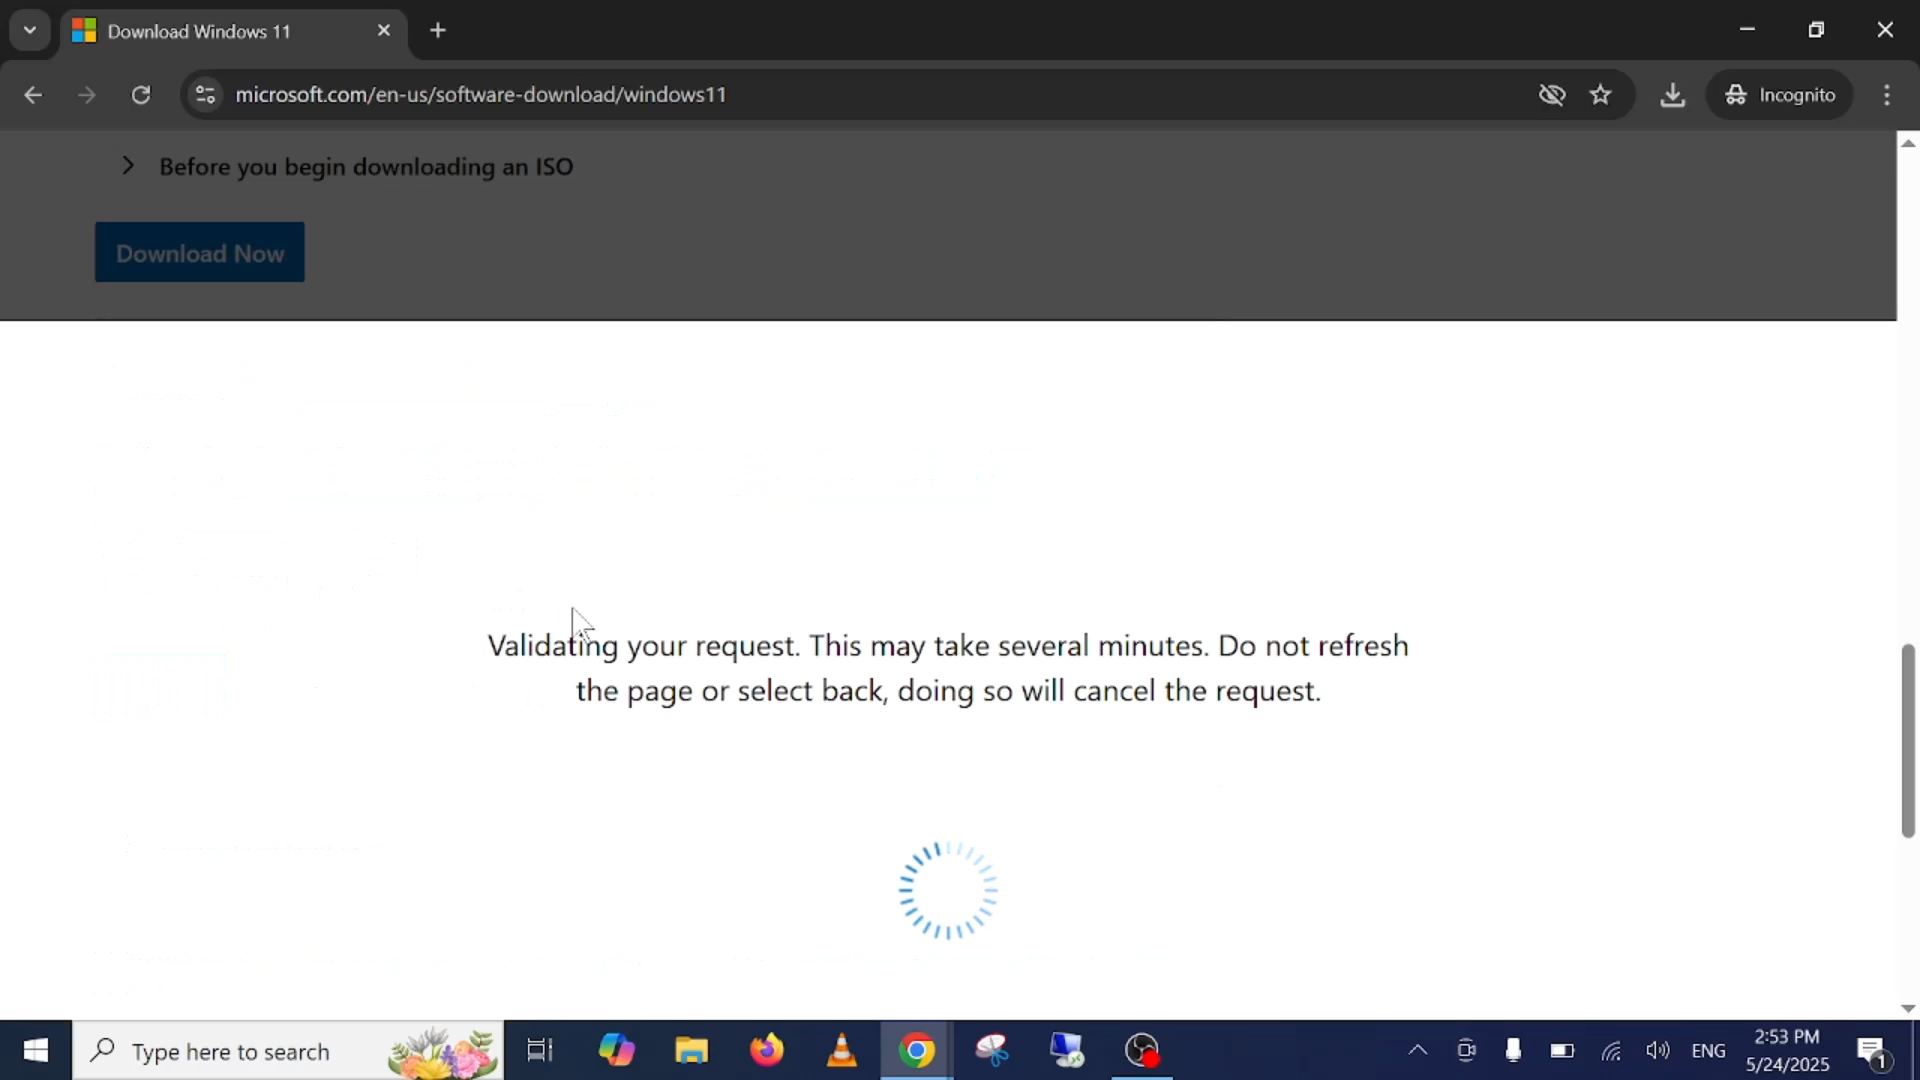 Download Windows 11
microsoft.com/en-us/software-download/windows11
Incognito
Before you begin downloading an ISO
Download Now
Validating your request. This may take several minutes. Do not refresh
the page or select back, doing so will cancel the request.
Type here to search
ENG
2:53 PM
5/24/2025
1